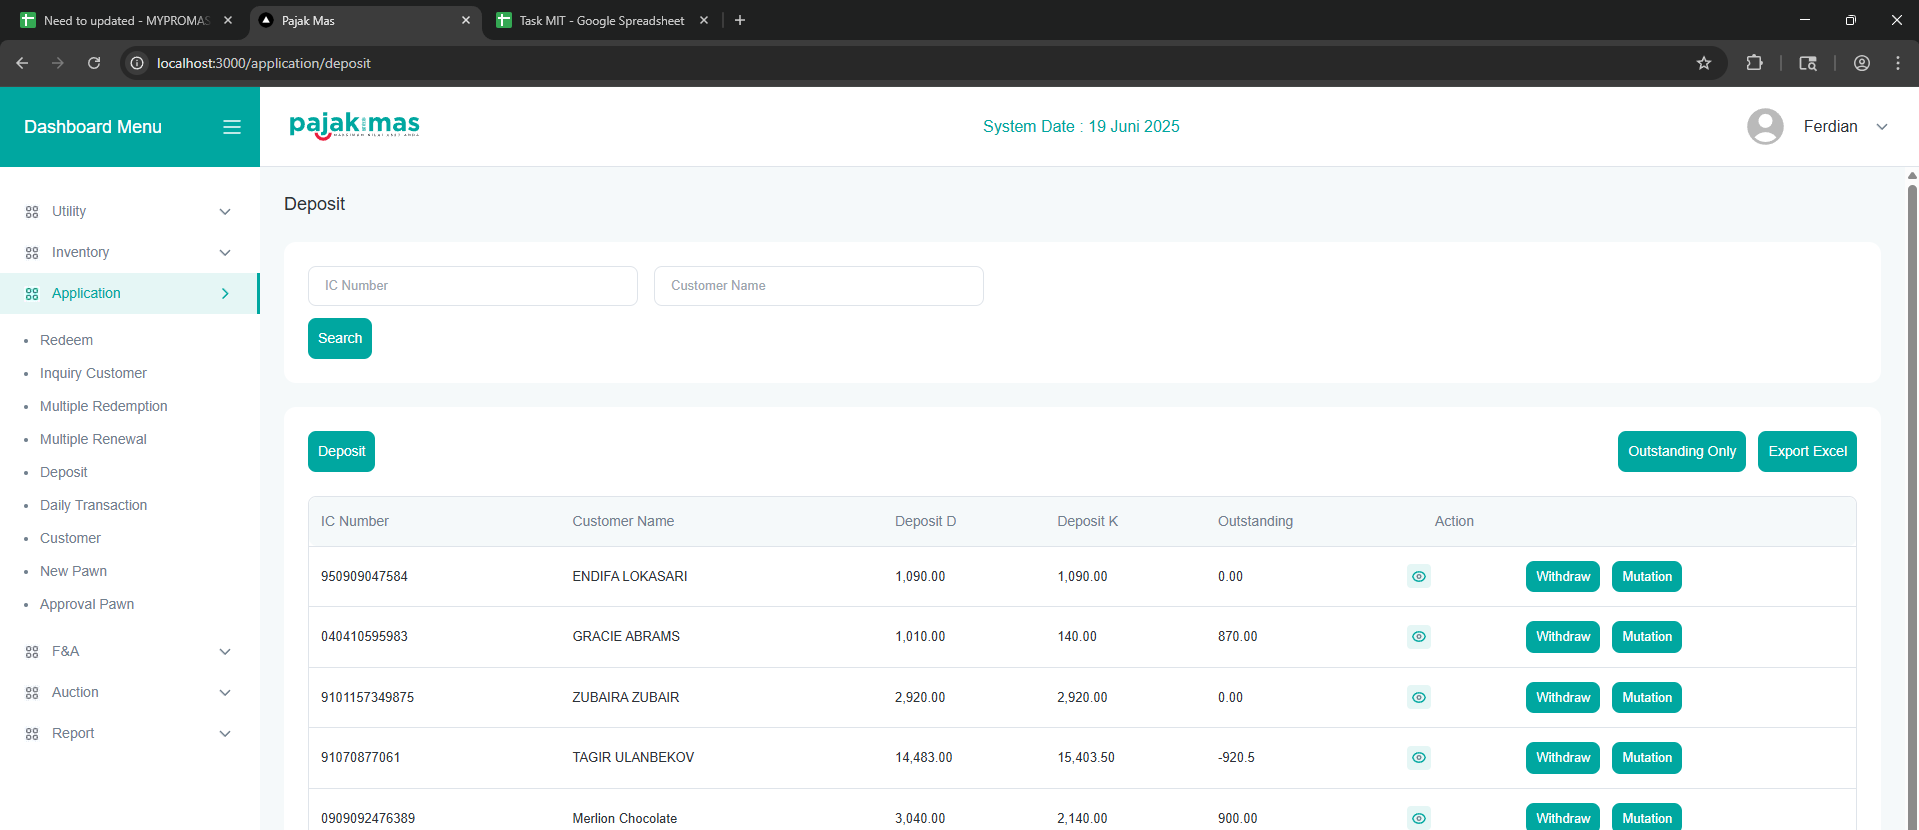 Need to updated - MYPROMAS
Pajak Mas
Task MIT - Google Spreadsheet
localhost:3000/application/deposit
Dashboard Menu
pajak mas
System Date : 19 Juni 2025
Ferdian
Utility
Inventory
Application
Redeem
Inquiry Customer
Multiple Redemption
Multiple Renewal
Deposit
Daily Transaction
Customer
New Pawn
Approval Pawn
F&A
Auction
Report
Deposit
IC Number
Customer Name
Search
Deposit
Outstanding Only
Export Excel
IC Number Customer Name Deposit D Deposit K Outstanding Action
950909047584 ENDIFA LOKASARI 1,090.00 1,090.00 0.00 Withdraw Mutation
040410595983 GRACIE ABRAMS 1,010.00 140.00 870.00 Withdraw Mutation
9101157349875 ZUBAIRA ZUBAIR 2,920.00 2,920.00 0.00 Withdraw Mutation
91070877061 TAGIR ULANBEKOV 14,483.00 15,403.50 -920.5 Withdraw Mutation
0909092476389 Merlion Chocolate 3,040.00 2,140.00 900.00 Withdraw Mutation